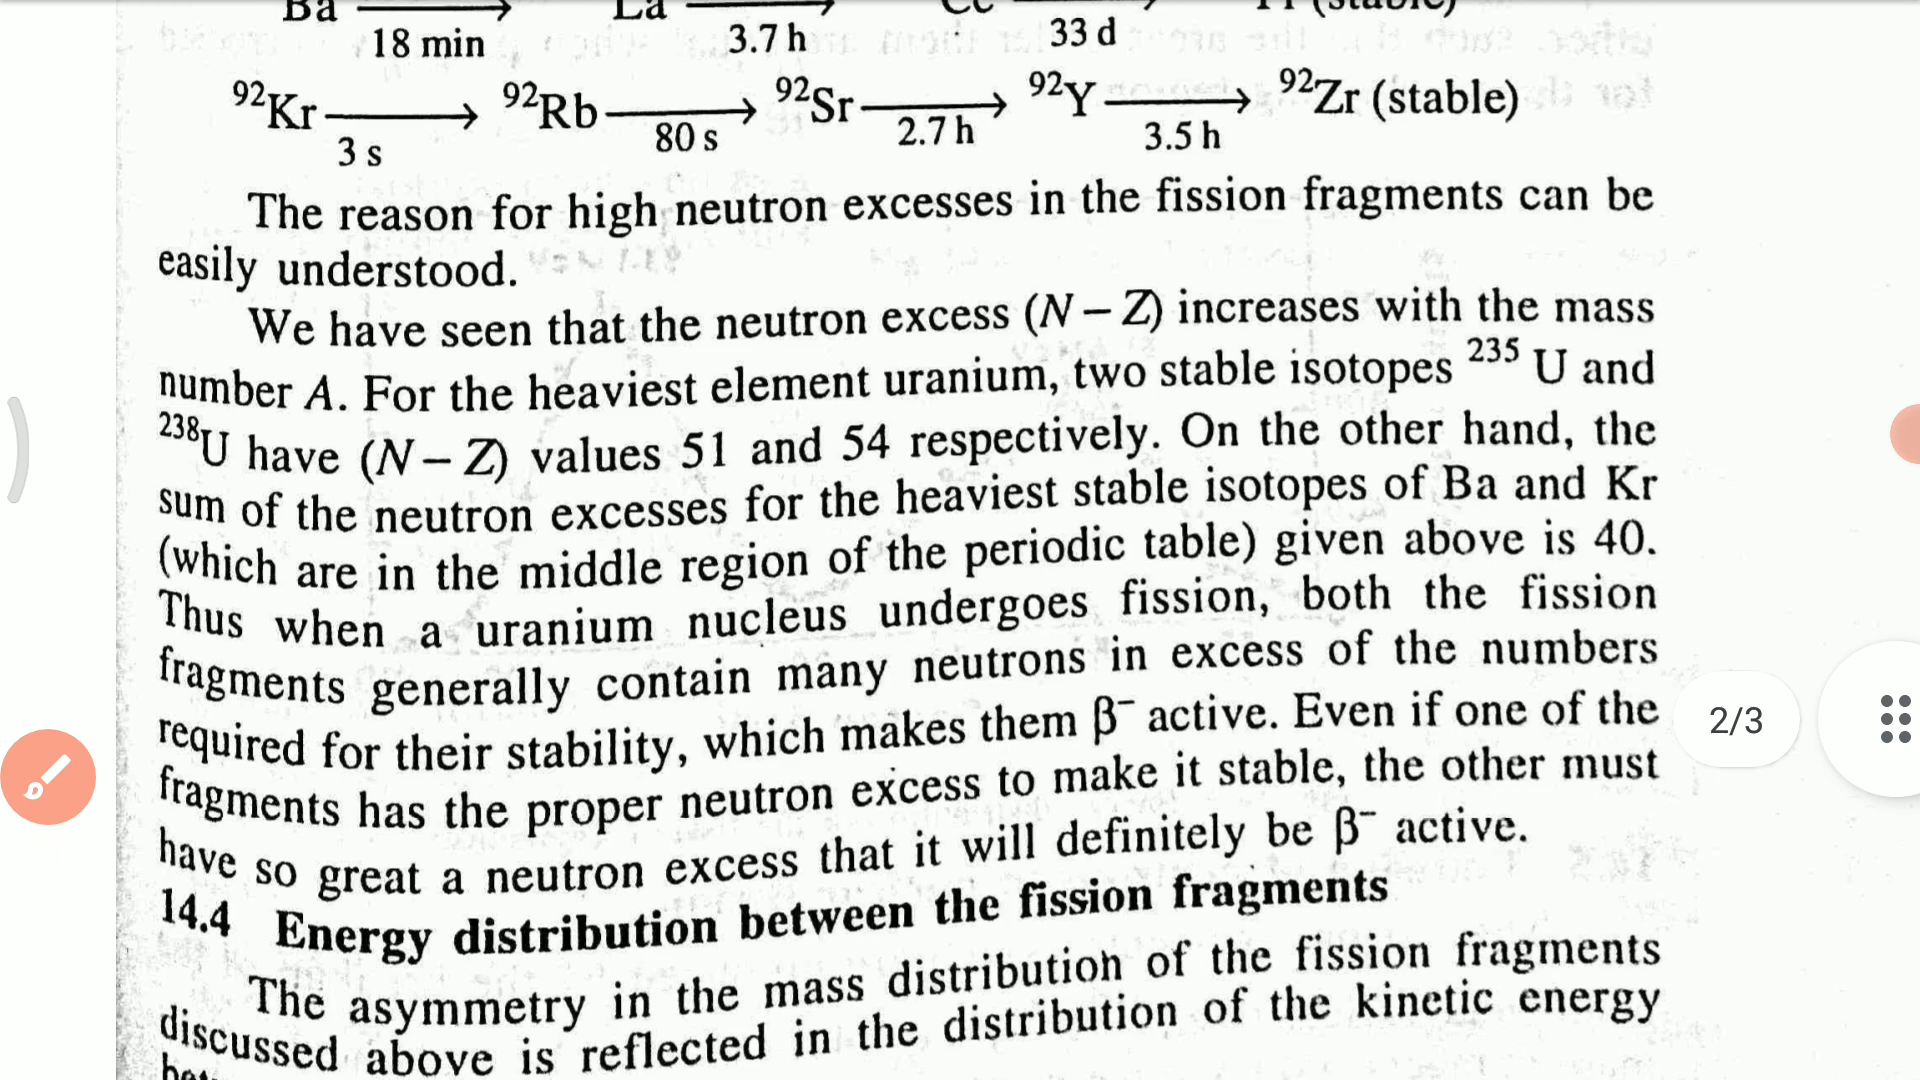 Ba → La → Ce → Pr (stable)
18 min 3.7 h 33 d
⁹²Kr → ⁹²Rb → ⁹²Sr → ⁹²Y → ⁹²Zr (stable)
3 s 80 s 2.7 h 3.5 h
The reason for high neutron excesses in the fission fragments can be
easily understood.
We have seen that the neutron excess (N – Z) increases with the mass
number A. For the heaviest element uranium, two stable isotopes ²³⁵ U and
²³⁸U have (N – Z) values 51 and 54 respectively. On the other hand, the
sum of the neutron excesses for the heaviest stable isotopes of Ba and Kr
(which are in the middle region of the periodic table) given above is 40.
Thus when a uranium nucleus undergoes fission, both the fission
fragments generally contain many neutrons in excess of the numbers
required for their stability, which makes them β⁻ active. Even if one of the
fragments has the proper neutron excess to make it stable, the other must
have so great a neutron excess that it will definitely be β⁻ active.
14.4 Energy distribution between the fission fragments
The asymmetry in the mass distribution of the fission fragments
discussed above is reflected in the distribution of the kinetic energy
2/3